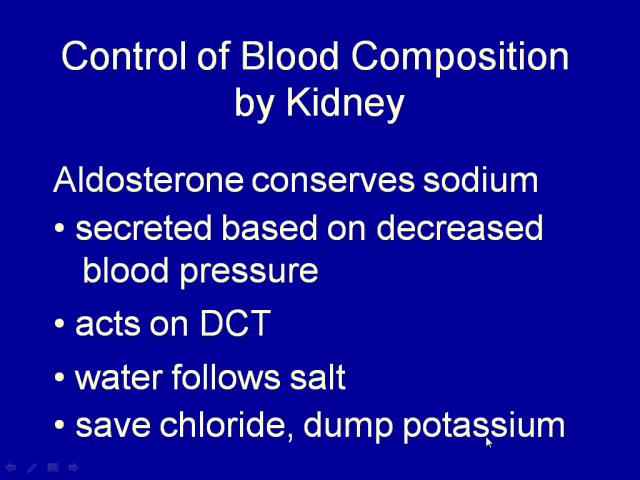 Control of Blood Composition
by Kidney
Aldosterone conserves sodium
• secreted based on decreased
blood pressure
• acts on DCT
• water follows salt
• save chloride, dump potassium